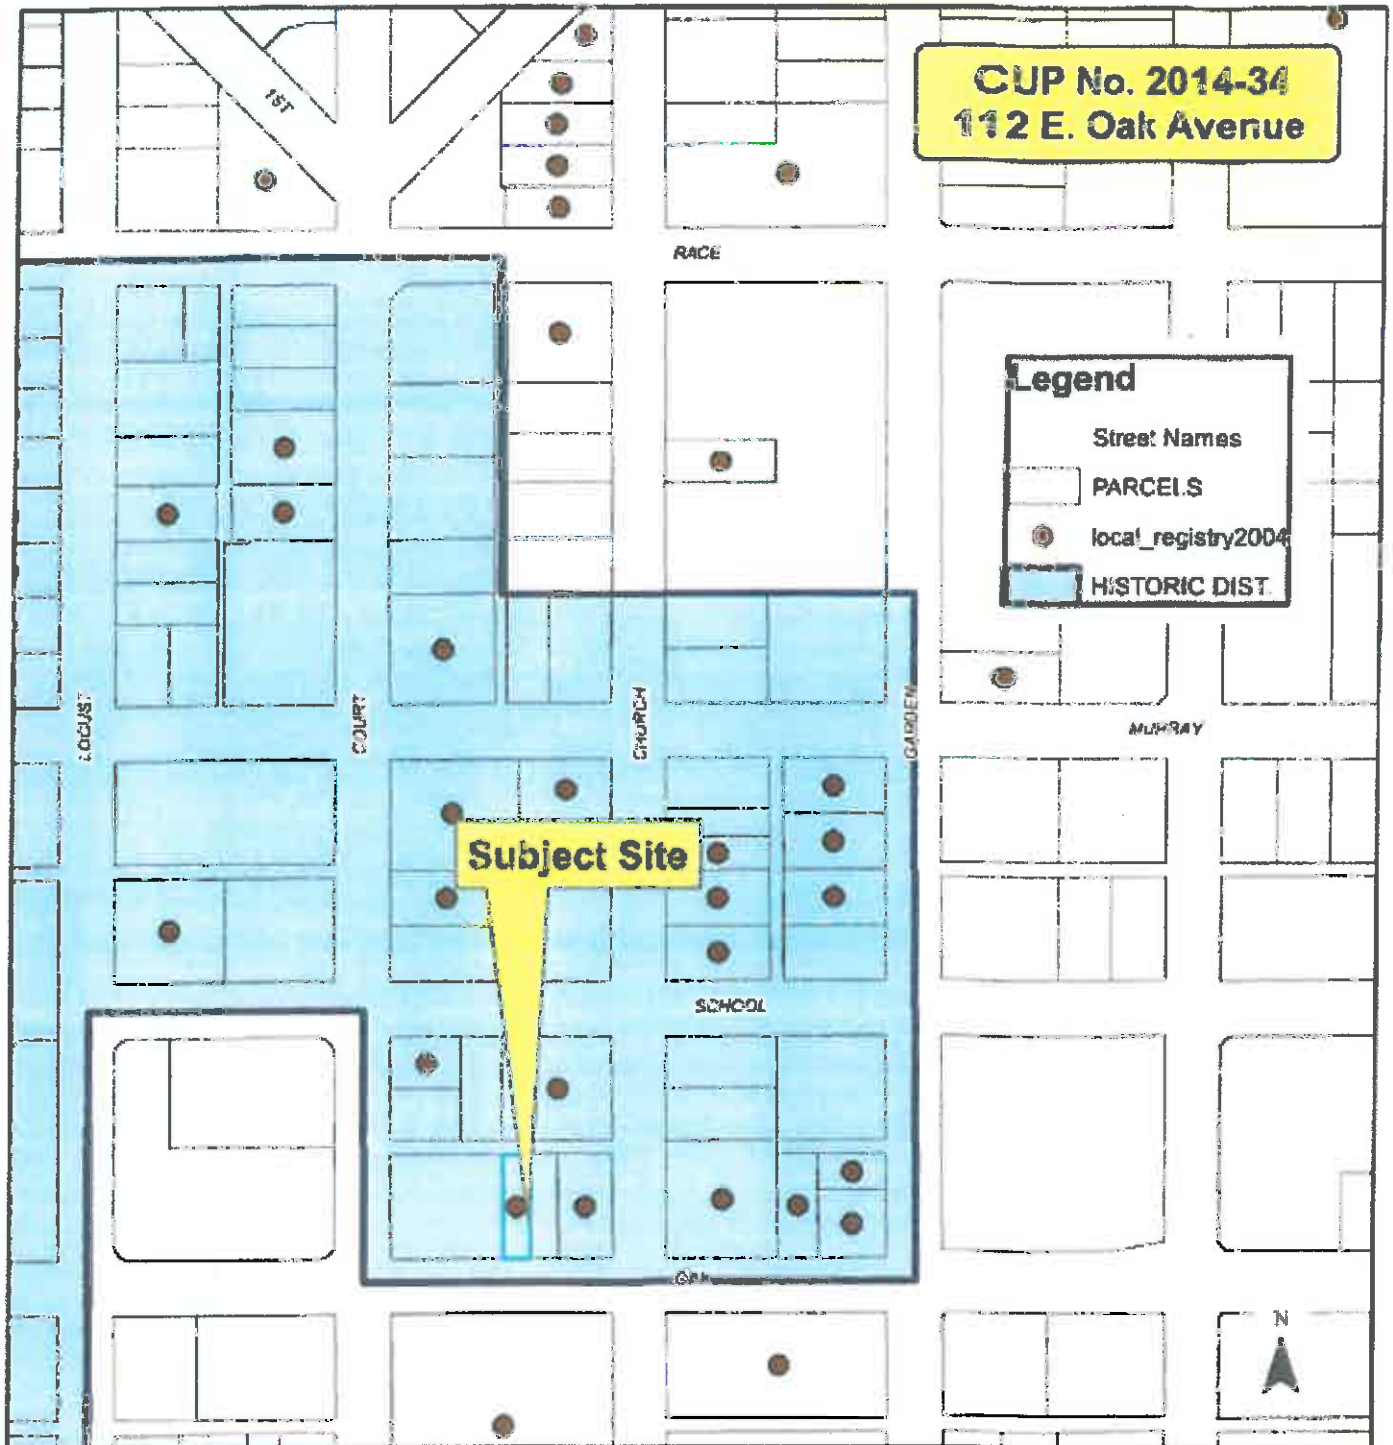 CUP No. 2014-34
112 E. Oak Avenue
1ST
RACE
Legend
Street Names
PARCELS
local_registry2004
HISTORIC DIST.
LOCUST
COURT
CHURCH
GARDEN
MURRAY
Subject Site
SCHOOL
OAK
N